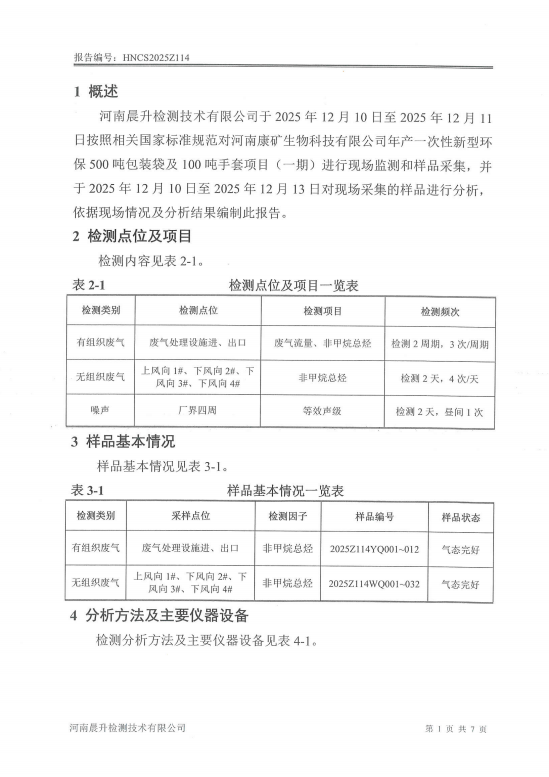 报告编号：HNCS2025Z114
1 概述
河南晨升检测技术有限公司于 2025 年 12 月 10 日至 2025 年 12 月 11
日按照相关国家标准规范对河南康矿生物科技有限公司年产一次性新型环
保 500 吨包装袋及 100 吨手套项目（一期）进行现场监测和样品采集，并
于 2025 年 12 月 10 日至 2025 年 12 月 13 日对现场采集的样品进行分析，
依据现场情况及分析结果编制此报告。
2 检测点位及项目
检测内容见表 2-1。
表 2-1 检测点位及项目一览表
检测类别 检测点位 检测项目 检测频次
有组织废气 废气处理设施进、出口 废气流量、非甲烷总烃 检测 2 周期，3 次/周期
无组织废气 上风向 1#、下风向 2#、下
风向 3#、下风向 4# 非甲烷总烃 检测 2 天，4 次/天
噪声 厂界四周 等效声级 检测 2 天，昼间 1 次
3 样品基本情况
样品基本情况见表 3-1。
表 3-1 样品基本情况一览表
检测类别 采样点位 检测因子 样品编号 样品状态
有组织废气 废气处理设施进、出口 非甲烷总烃 2025Z114YQ001~012 气态完好
无组织废气 上风向 1#、下风向 2#、下
风向 3#、下风向 4# 非甲烷总烃 2025Z114WQ001~032 气态完好
4 分析方法及主要仪器设备
检测分析方法及主要仪器设备见表 4-1。
河南晨升检测技术有限公司 第 1 页 共 7 页